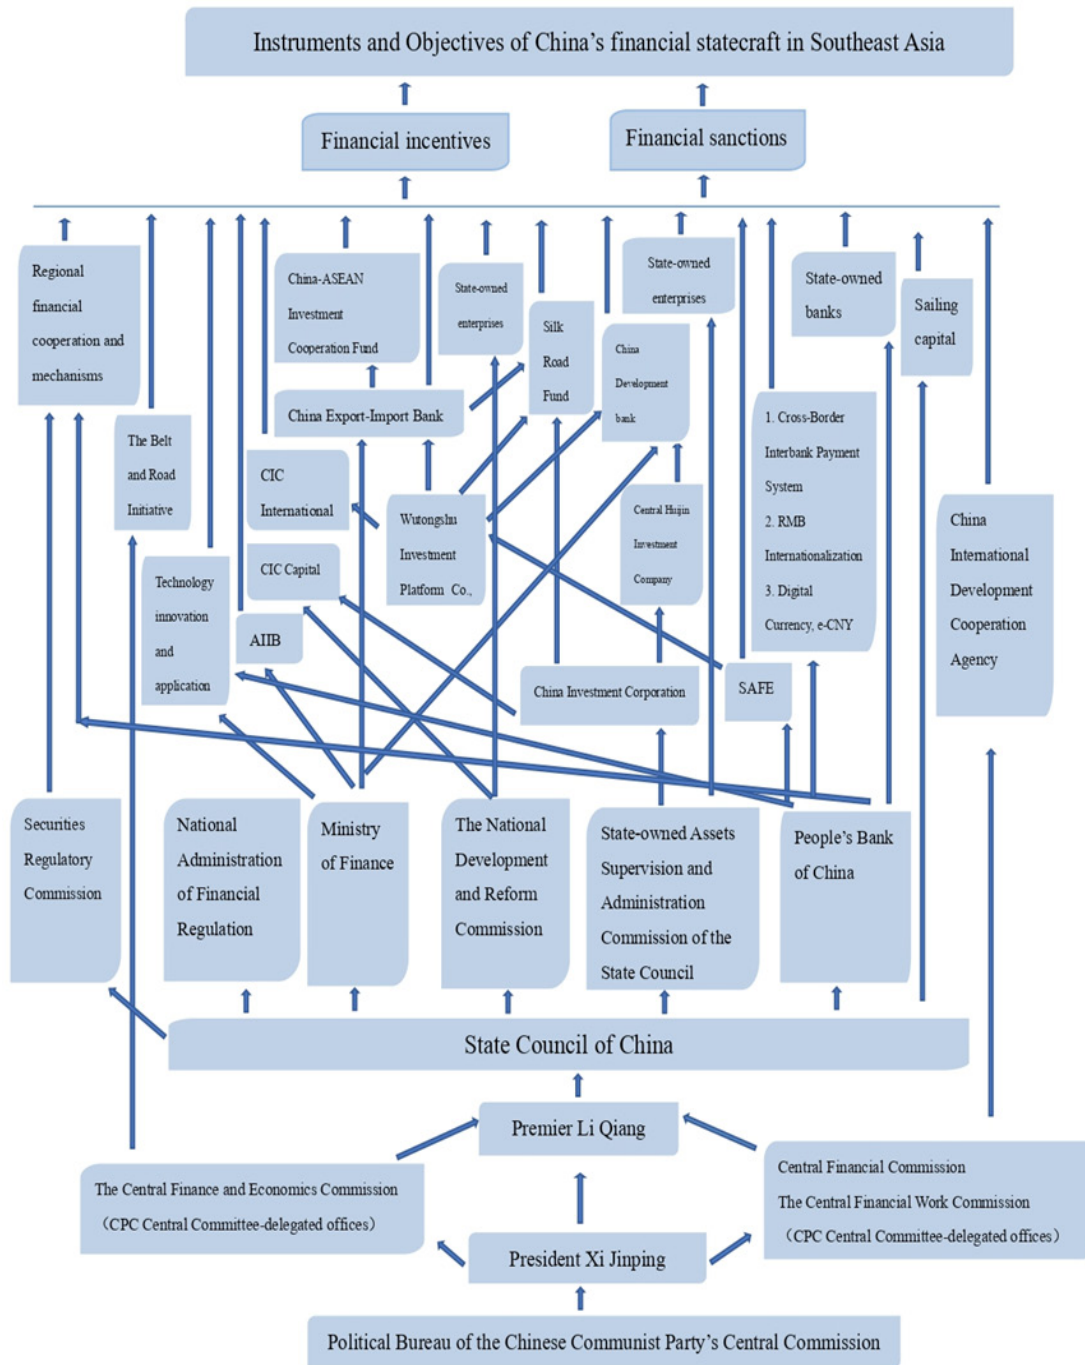 Instruments and Objectives of China's financial statecraft in Southeast Asia
Financial incentives
Financial sanctions
Regional
financial
cooperation and
mechanisms
The Belt
and Road
Initiative
Technology
innovation
and
application
AIIB
CIC
International
CIC Capital
China-ASEAN
Investment
Cooperation Fund
China Export-Import Bank
Wutongshu
Investment
Platform Co.,
State-owned
enterprises
Silk
Road
Fund
China
Development
bank
State-owned
enterprises
Central Huijin
Investment
Company
China Investment Corporation
SAFE
State-owned
banks
1. Cross-Border
Interbank Payment
System
2. RMB
Internationalization
3. Digital
Currency, e-CNY
Sailing
capital
China
International
Development
Cooperation
Agency
Securities
Regulatory
Commission
National
Administration
of Financial
Regulation
Ministry
of Finance
The National
Development
and Reform
Commission
State-owned Assets
Supervision and
Administration
Commission of the
State Council
People's Bank
of China
State Council of China
Premier Li Qiang
The Central Finance and Economics Commission
（CPC Central Committee-delegated offices）
Central Financial Commission
The Central Financial Work Commission
（CPC Central Committee-delegated offices）
President Xi Jinping
Political Bureau of the Chinese Communist Party's Central Commission